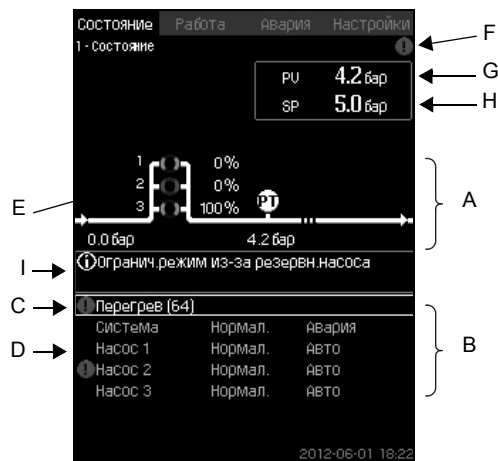 Состояние Работа Авария Настройки
1 - Состояние
F
PV 4.2 бар
G
SP 5.0 бар
H
1 0%
2 0%
3 100%
PT
E
A
0.0 бар 4.2 бар
I
Огранич.режим из-за резервн.насоса
C
Перегрев (64)
Система Нормал. Авария
D
Насос 1 Нормал. Авто
B
Насос 2 Нормал. Авто
Насос 3 Нормал. Авто
2012-06-01 18:22